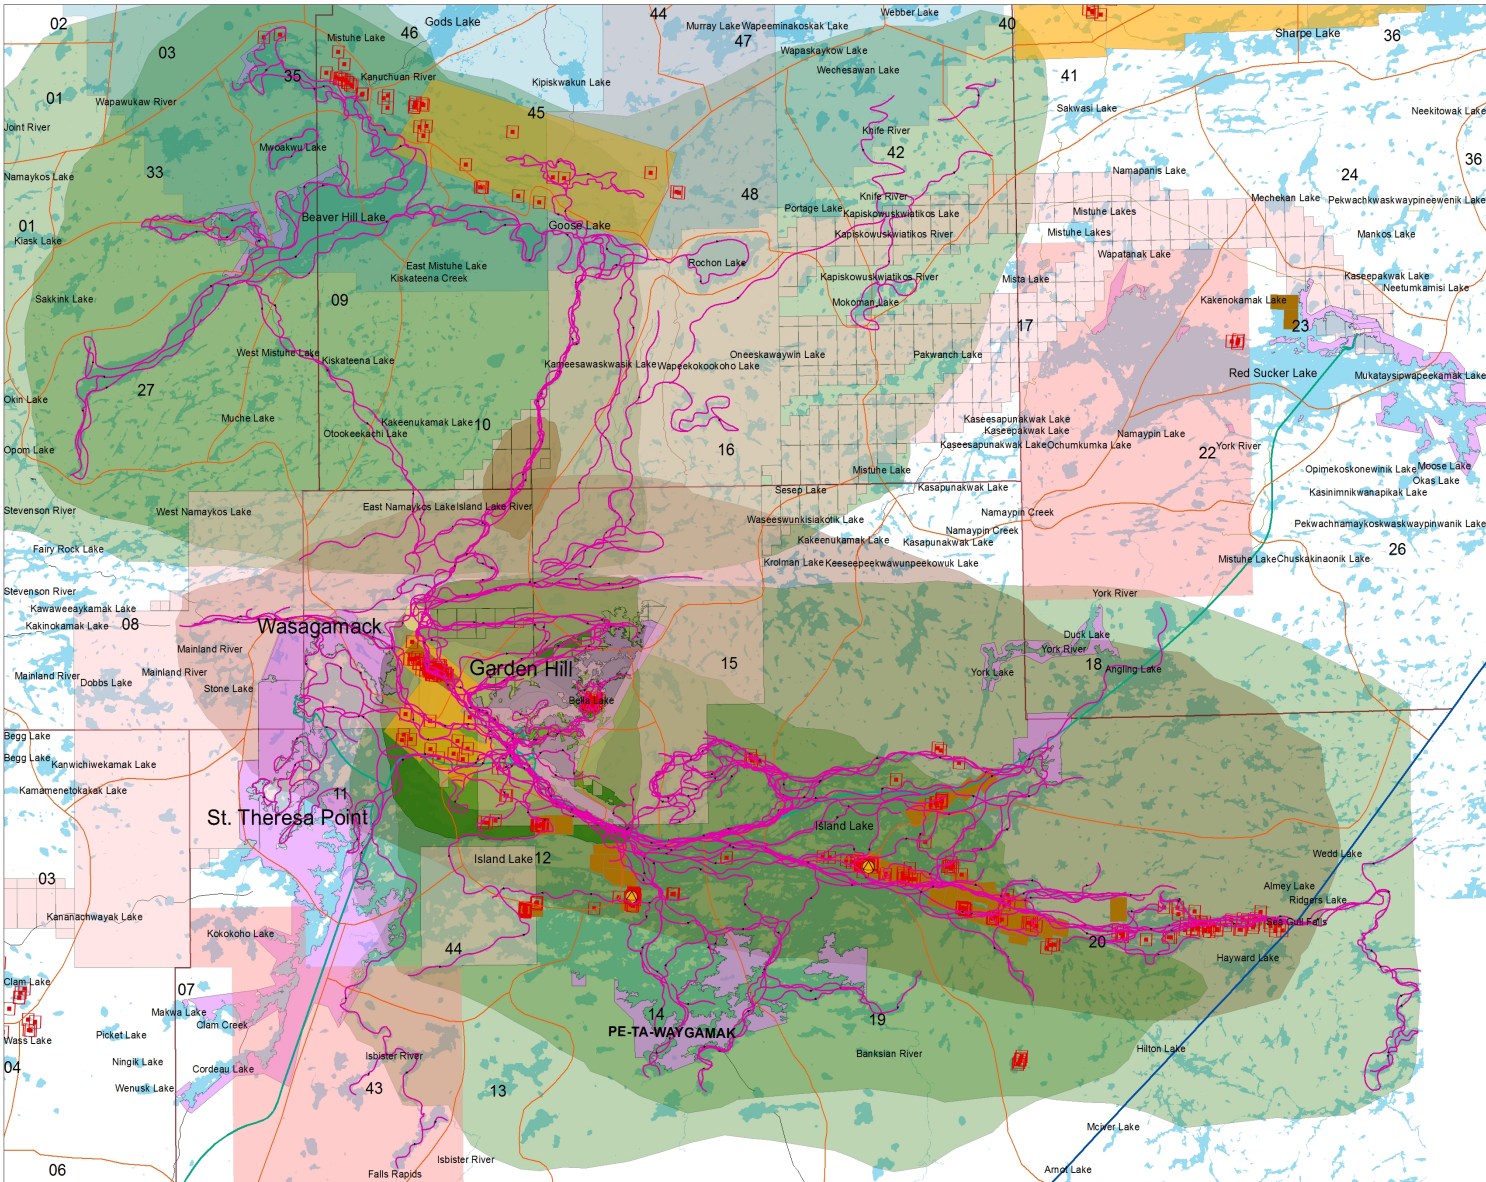 02
Gods Lake
44
Webber Lake
40
46
Murray Lake
Wapeeminakoskak Lake
Mistuhe Lake
47
Sharpe Lake
36
03
Wapaskaykow Lake
35
Kanuchuan River
Kipiskwakun Lake
Wechesawan Lake
41
01
Wapawukaw River
45
Sakwasi Lake
Neekitowak Lake
Joint River
Knife River
Mwoakwu Lake
42
36
33
Namapanis Lake
24
Namaykos Lake
48
Knife River
Mechekan Lake
Pekwachkwaskwaypineewenik Lake
Portage Lake
Kapiskowuskwiatikos Lake
Mistuhe Lakes
Beaver Hill Lake
01
Goose Lake
Kapiskowuskwiatikos River
Mistuhe Lakes
Mankos Lake
Klask Lake
Wapatanak Lake
East Mistuhe Lake
Rochon Lake
Kiskateena Creek
Kapiskowuskwiatikos River
Mista Lake
Kaseepakwak Lake
Neetumkamisi Lake
Sakkink Lake
09
Mokoman Lake
Kakenokamak Lake
17
23
West Mistuhe Lake
Kiskateena Lake
Kameesawaskwasik Lake
Wapeekokookoho Lake
Oneeskawaywin Lake
Pakwanch Lake
Red Sucker Lake
Mukataysipwapeekamak Lake
27
Okin Lake
Muche Lake
Kakeenukamak Lake
10
Kaseesapunakwak Lake
Otookeekachi Lake
Kaseepakwak Lake
Namaypin Lake
Opom Lake
16
Kaseesapunakwak Lake
Ochumkumka Lake
York River
22
Mistuhe Lake
Opimekoskonewinik Lake
Moose Lake
Okas Lake
Sesep Lake
Kasapunakwak Lake
Kasinimnikwanapikak Lake
Stevenson River
West Namaykos Lake
East Namaykos Lake
Island Lake River
Namaypin Creek
Waseeswunkisiakotik Lake
Pekwachnamaykoskwaskwaypinwanik Lake
Namaypin Creek
Kakeenukamak Lake
Kasapunakwak Lake
Fairy Rock Lake
26
Krolman Lake
Keeseepeekwawunpeekowuk Lake
Mistuhe Lake
Chuskakinaonik Lake
Stevenson River
York River
Kawaweeaykamak Lake
08
Kakinokamak Lake
Wasagamack
Duck Lake
Mainland River
York River
Garden Hill
15
18
Mainland River
Mainland River
Dobbs Lake
Stone Lake
York Lake
Angling Lake
Bella Lake
Begg Lake
Begg Lake
Kanwichiwekamak Lake
Kamamenetokakak Lake
11
St. Theresa Point
Island Lake
Island Lake
12
Wedd Lake
03
Almey Lake
Kananachwayak Lake
Ridgers Lake
Sea Gull Falls
Kokokoho Lake
44
20
Hayward Lake
Clam Lake
07
Makwa Lake
Clam Creek
14
19
PE-TA-WAYGAMAK
Picket Lake
Wass Lake
Isbister River
Banksian River
Hilton Lake
04
Ningik Lake
Cordeau Lake
Wenusk Lake
43
13
Mciver Lake
06
Isbister River
Falls Rapids
Arnot Lake